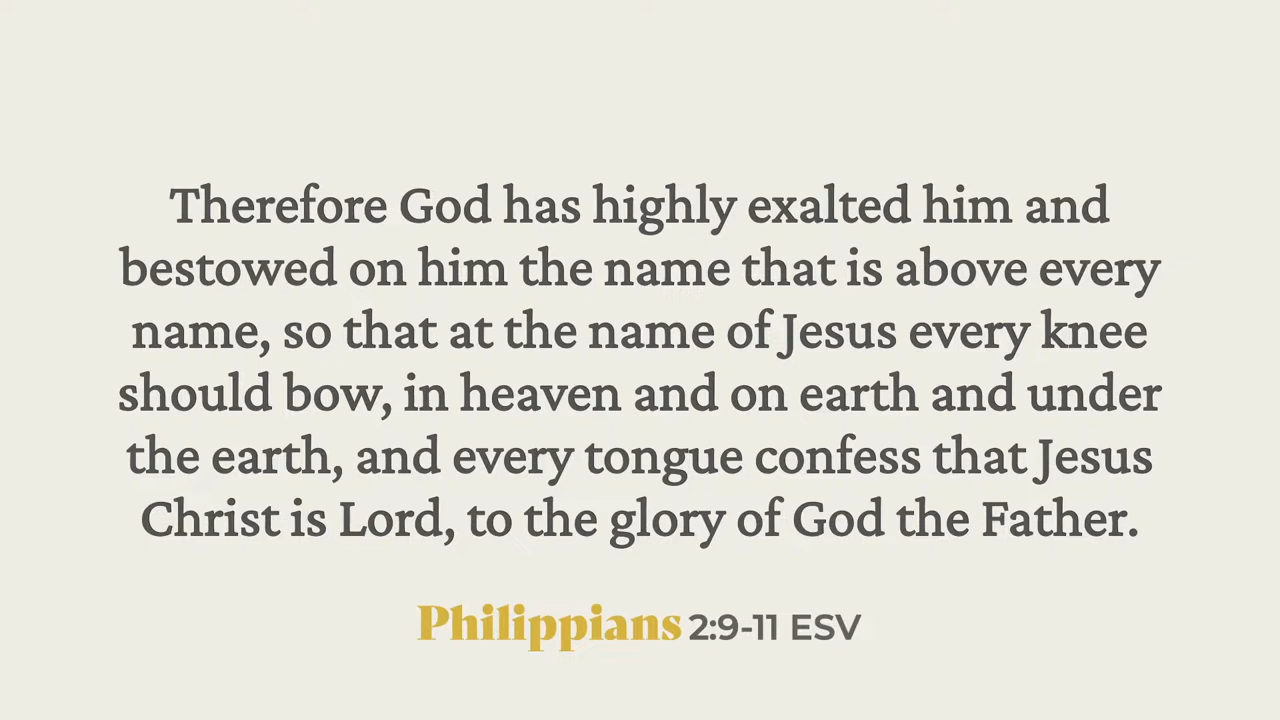 Therefore God has highly exalted him and
bestowed on him the name that is above every
name, so that at the name of Jesus every knee
should bow, in heaven and on earth and under
the earth, and every tongue confess that Jesus
Christ is Lord, to the glory of God the Father.
Philippians 2:9-11 ESV